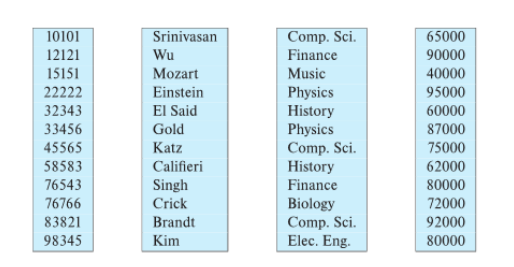 10101 Srinivasan Comp. Sci. 65000
12121 Wu Finance 90000
15151 Mozart Music 40000
22222 Einstein Physics 95000
32343 El Said History 60000
33456 Gold Physics 87000
45565 Katz Comp. Sci. 75000
58583 Califieri History 62000
76543 Singh Finance 80000
76766 Crick Biology 72000
83821 Brandt Comp. Sci. 92000
98345 Kim Elec. Eng. 80000